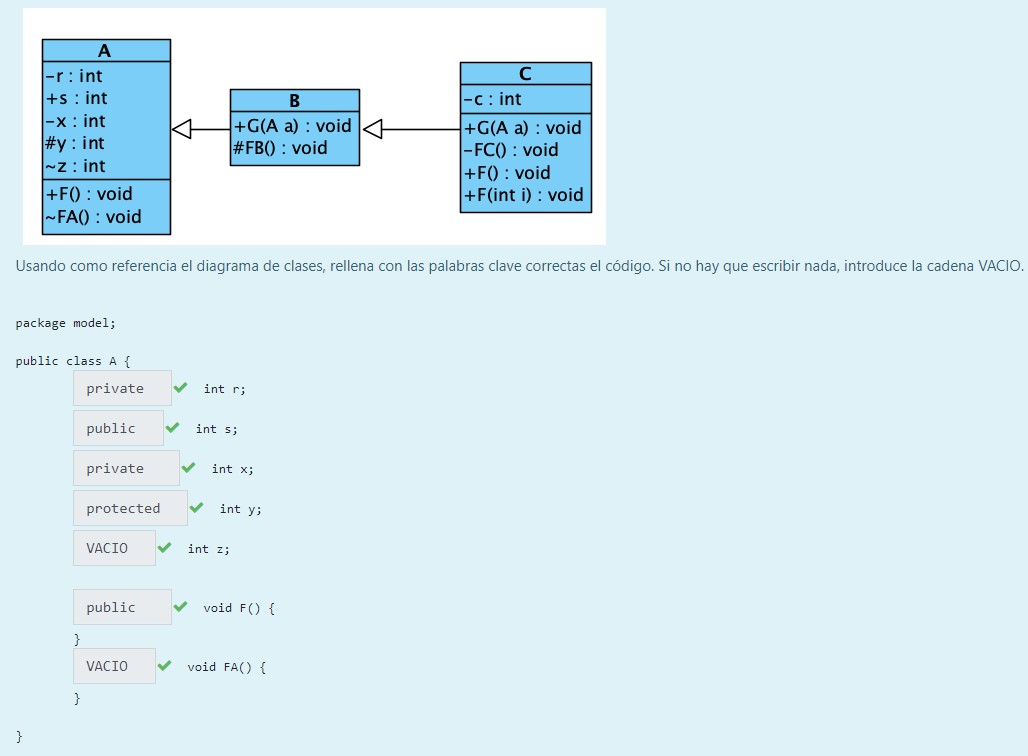 A
-r : int
+s : int
-x : int
#y : int
~z : int
+F() : void
~FA() : void
B
+G(A a) : void
#FB() : void
C
-c : int
+G(A a) : void
-FC() : void
+F() : void
+F(int i) : void
Usando como referencia el diagrama de clases, rellena con las palabras clave correctas el código. Si no hay que escribir nada, introduce la cadena VACIO.
package model;
public class A {
private int r;
public int s;
private int x;
protected int y;
VACIO int z;
public void F() {
}
VACIO void FA() {
}
}